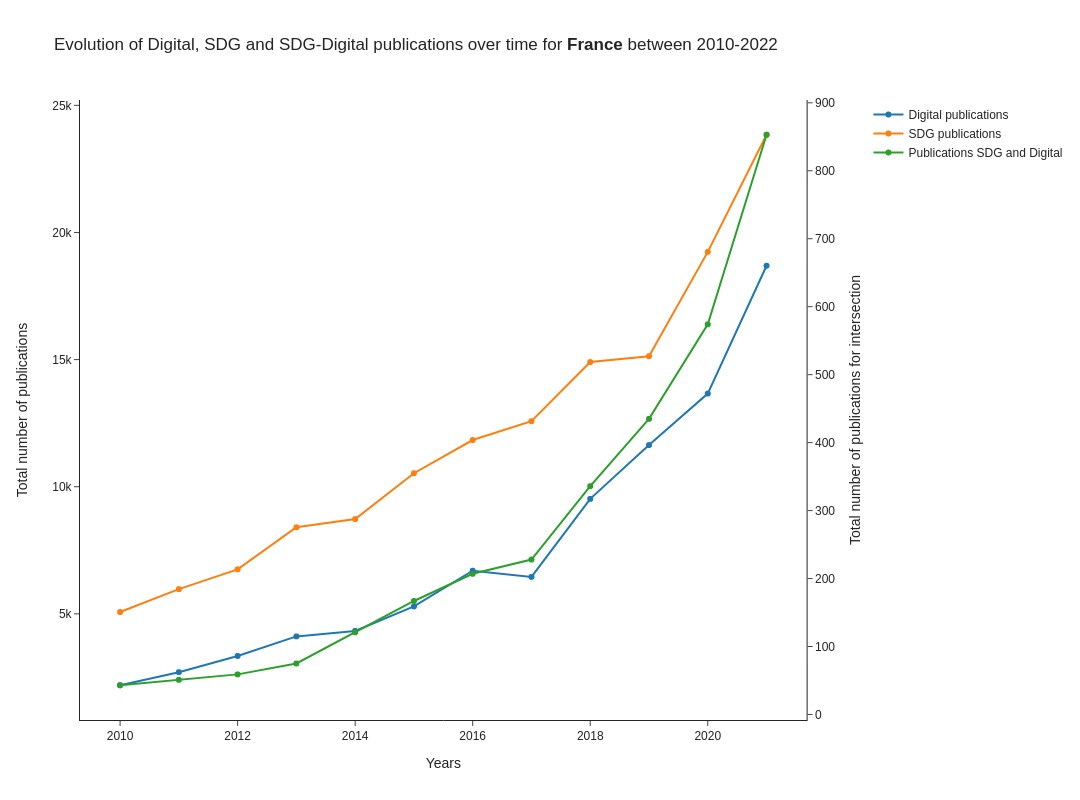 Evolution of Digital, SDG and SDG-Digital publications over time for France between 2010-2022
25k
20k
15k
10k
5k
Total number of publications
900
800
700
600
500
400
300
200
100
0
Total number of publications for intersection
Digital publications
SDG publications
Publications SDG and Digital
2010
2012
2014
2016
2018
2020
Years